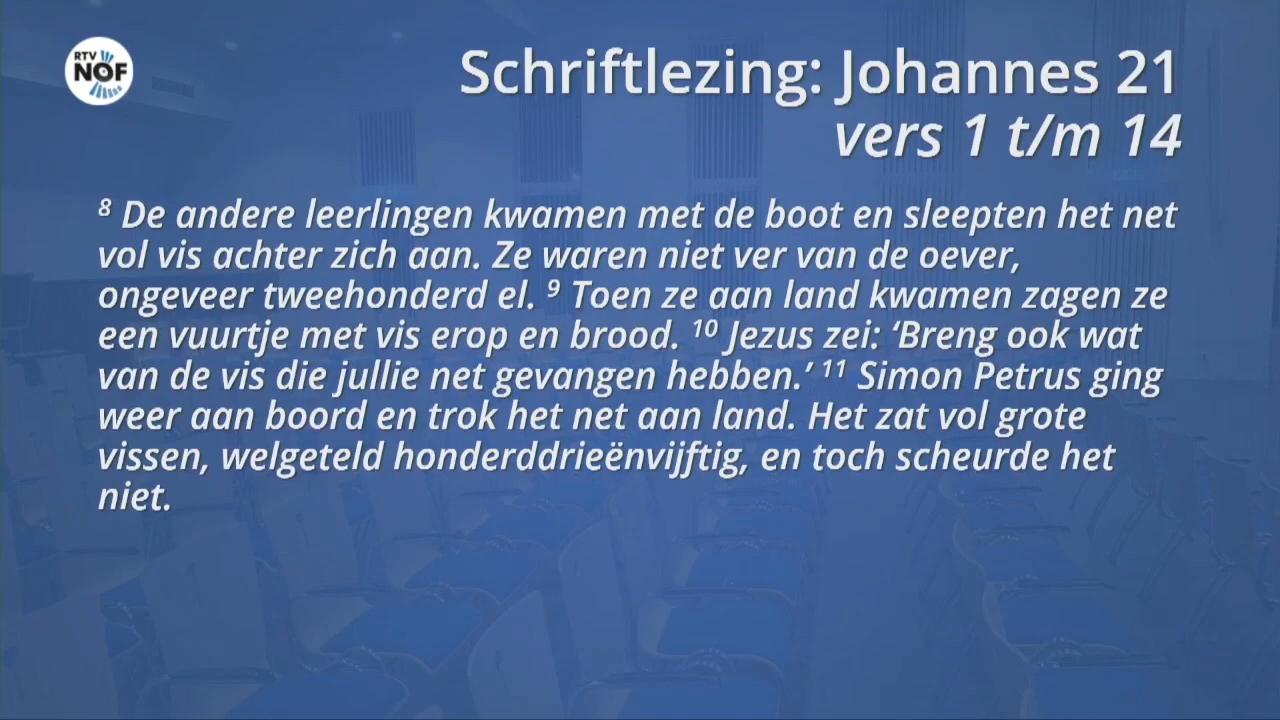 RTV
NOF
Schriftlezing: Johannes 21
vers 1 t/m 14
⁸ De andere leerlingen kwamen met de boot en sleepten het net
vol vis achter zich aan. Ze waren niet ver van de oever,
ongeveer tweehonderd el. ⁹ Toen ze aan land kwamen zagen ze
een vuurtje met vis erop en brood. ¹⁰ Jezus zei: ‘Breng ook wat
van de vis die jullie net gevangen hebben.’ ¹¹ Simon Petrus ging
weer aan boord en trok het net aan land. Het zat vol grote
vissen, welgeteld honderddrieënvijftig, en toch scheurde het
niet.